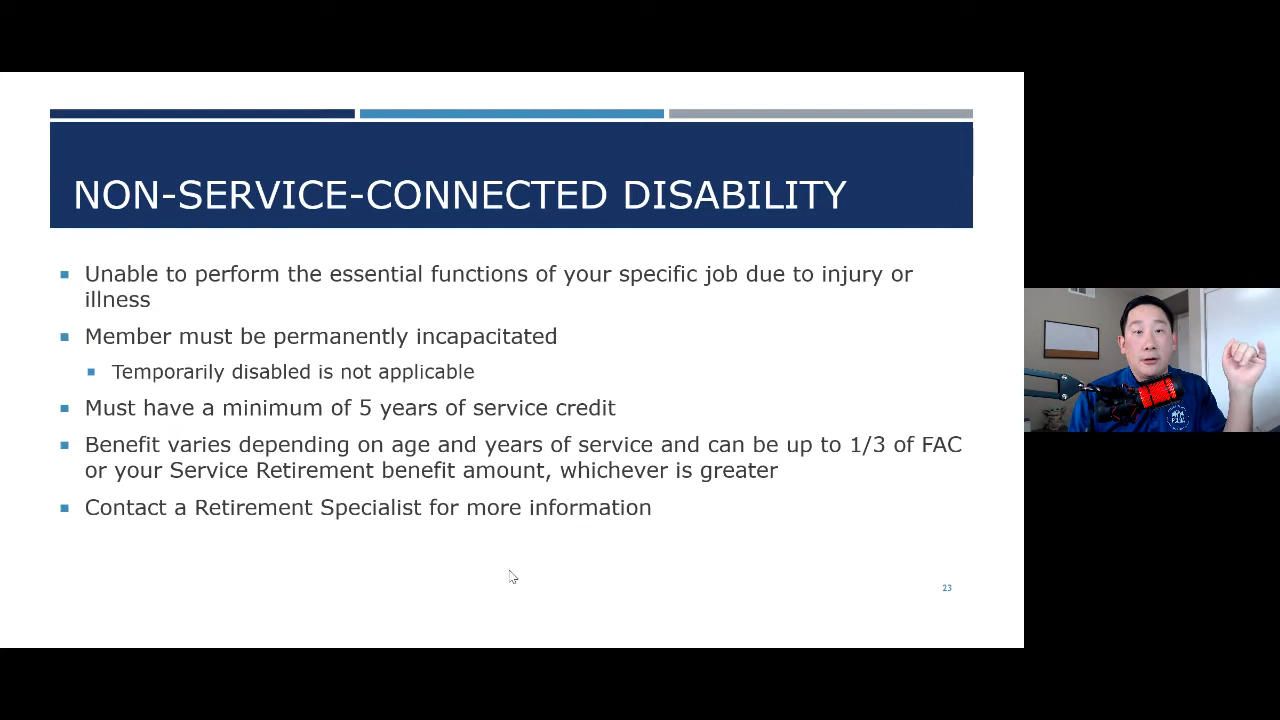 NON-SERVICE-CONNECTED DISABILITY
Unable to perform the essential functions of your specific job due to injury or
illness
Member must be permanently incapacitated
Temporarily disabled is not applicable
Must have a minimum of 5 years of service credit
Benefit varies depending on age and years of service and can be up to 1/3 of FAC
or your Service Retirement benefit amount, whichever is greater
Contact a Retirement Specialist for more information
23